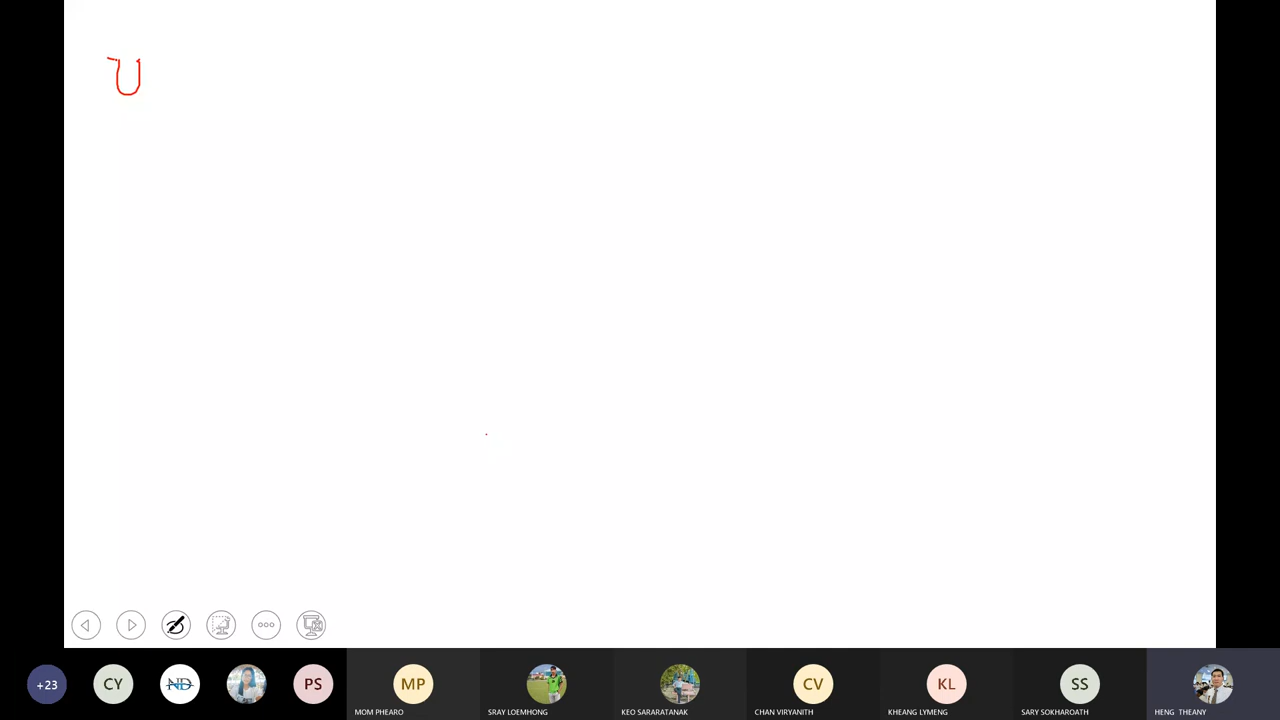 U
+23
CY
ND
PS
MP
CV
KL
SS
MOM PHEARO
SRAY LOEMHONG
KEO SARARATANAK
CHAN VIRYANITH
KHEANG LYMENG
SARY SOKHAROATH
HENG THEANY